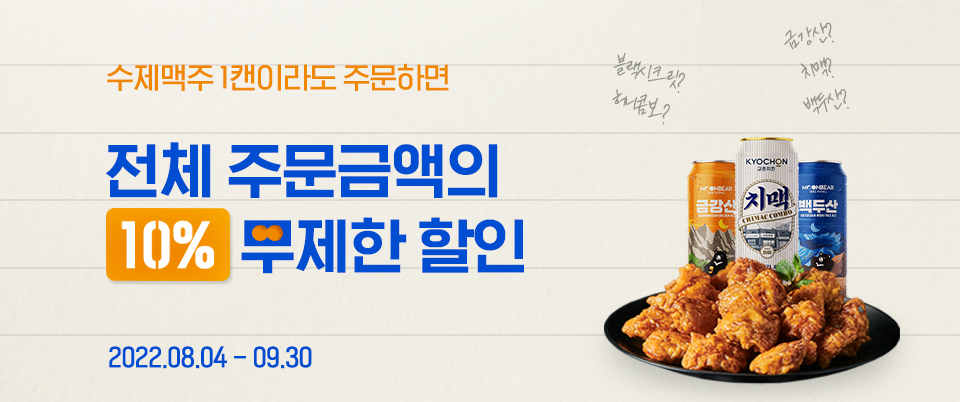 수제맥주 1캔이라도 주문하면
전체 주문금액의
10% 무제한 할인
2022.08.04 – 09.30
블랙시크릿?
허니콤보?
금강산?
치맥?
백두산?
MOONBEAR
금강산
KYOCHON
교촌치킨
치맥
CHIMAC COMBO
MOONBEAR
백두산